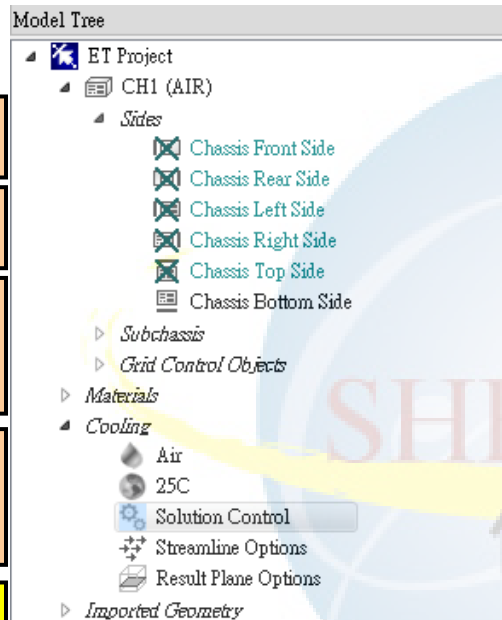 Model Tree
ET Project
CH1 (AIR)
Sides
Chassis Front Side
Chassis Rear Side
Chassis Left Side
Chassis Right Side
Chassis Top Side
Chassis Bottom Side
Subchassis
Grid Control Objects
Materials
Cooling
Air
25C
Solution Control
Streamline Options
Result Plane Options
Imported Geometry